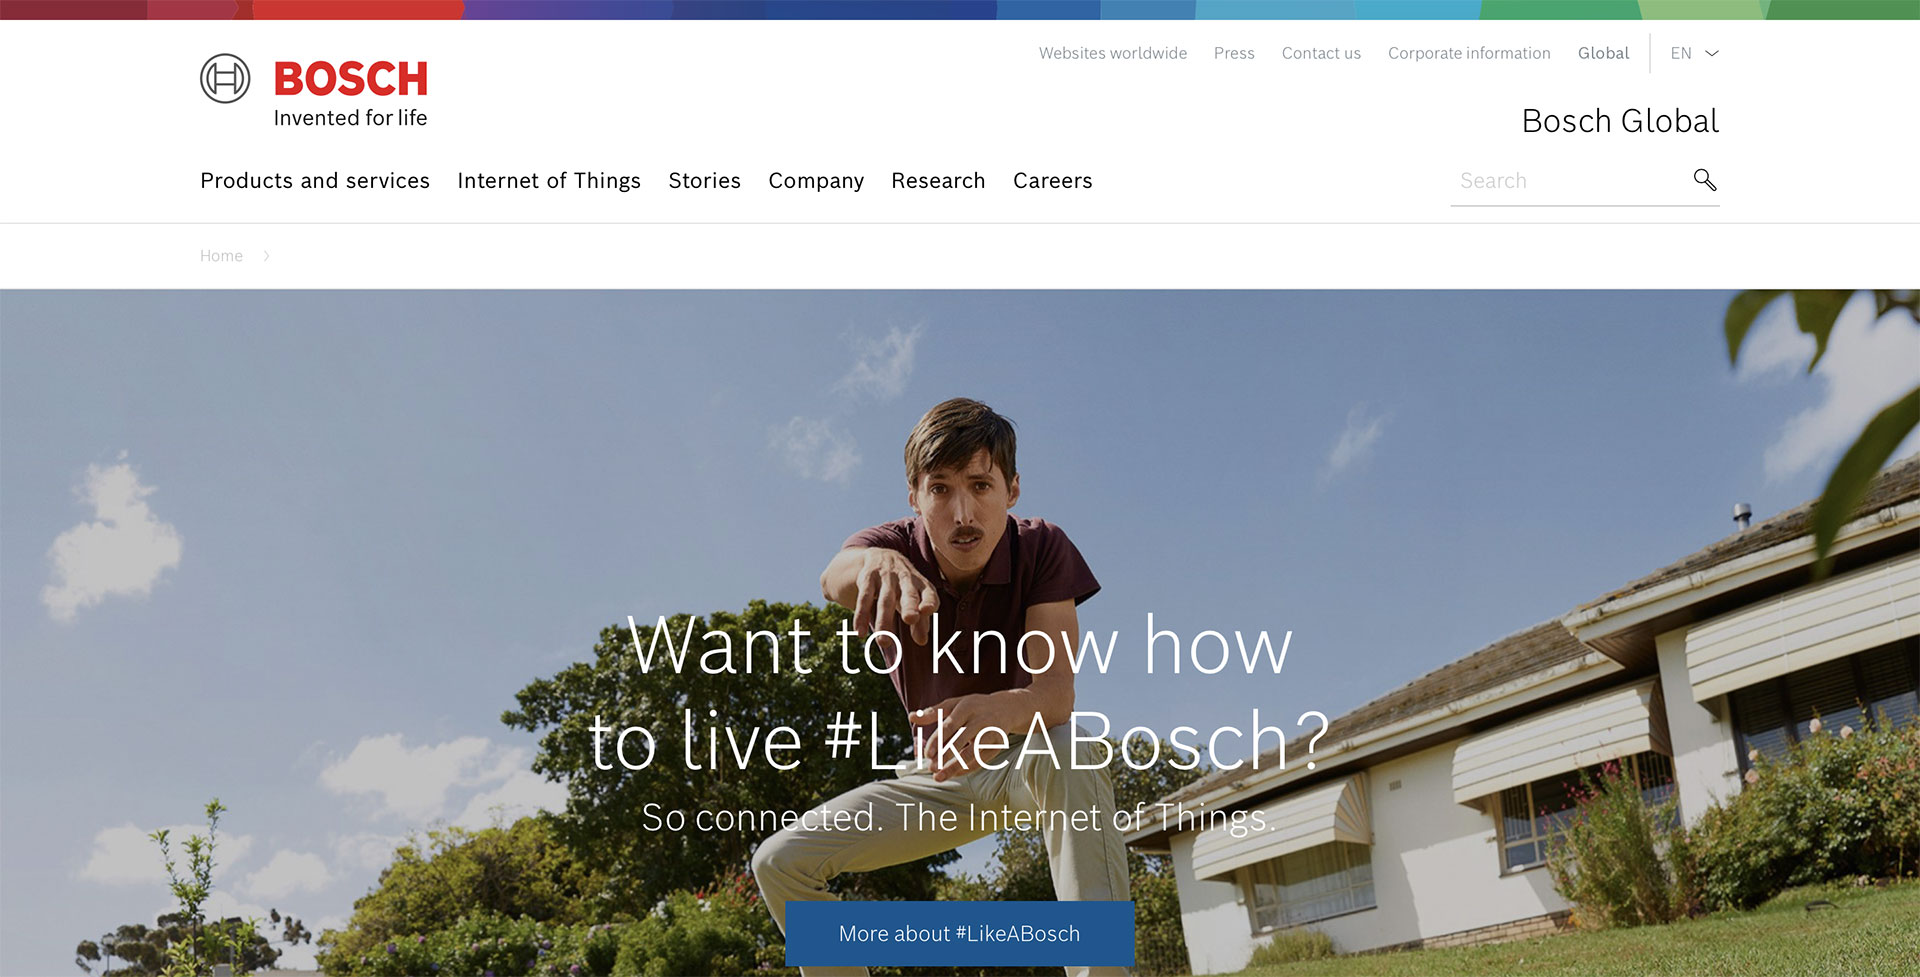 Websites worldwide Press Contact us Corporate information Global EN
BOSCH
Invented for life
Bosch Global
Products and services Internet of Things Stories Company Research Careers
Search
Home
Want to know how
to live #LikeABosch?
So connected. The Internet of Things.
More about #LikeABosch